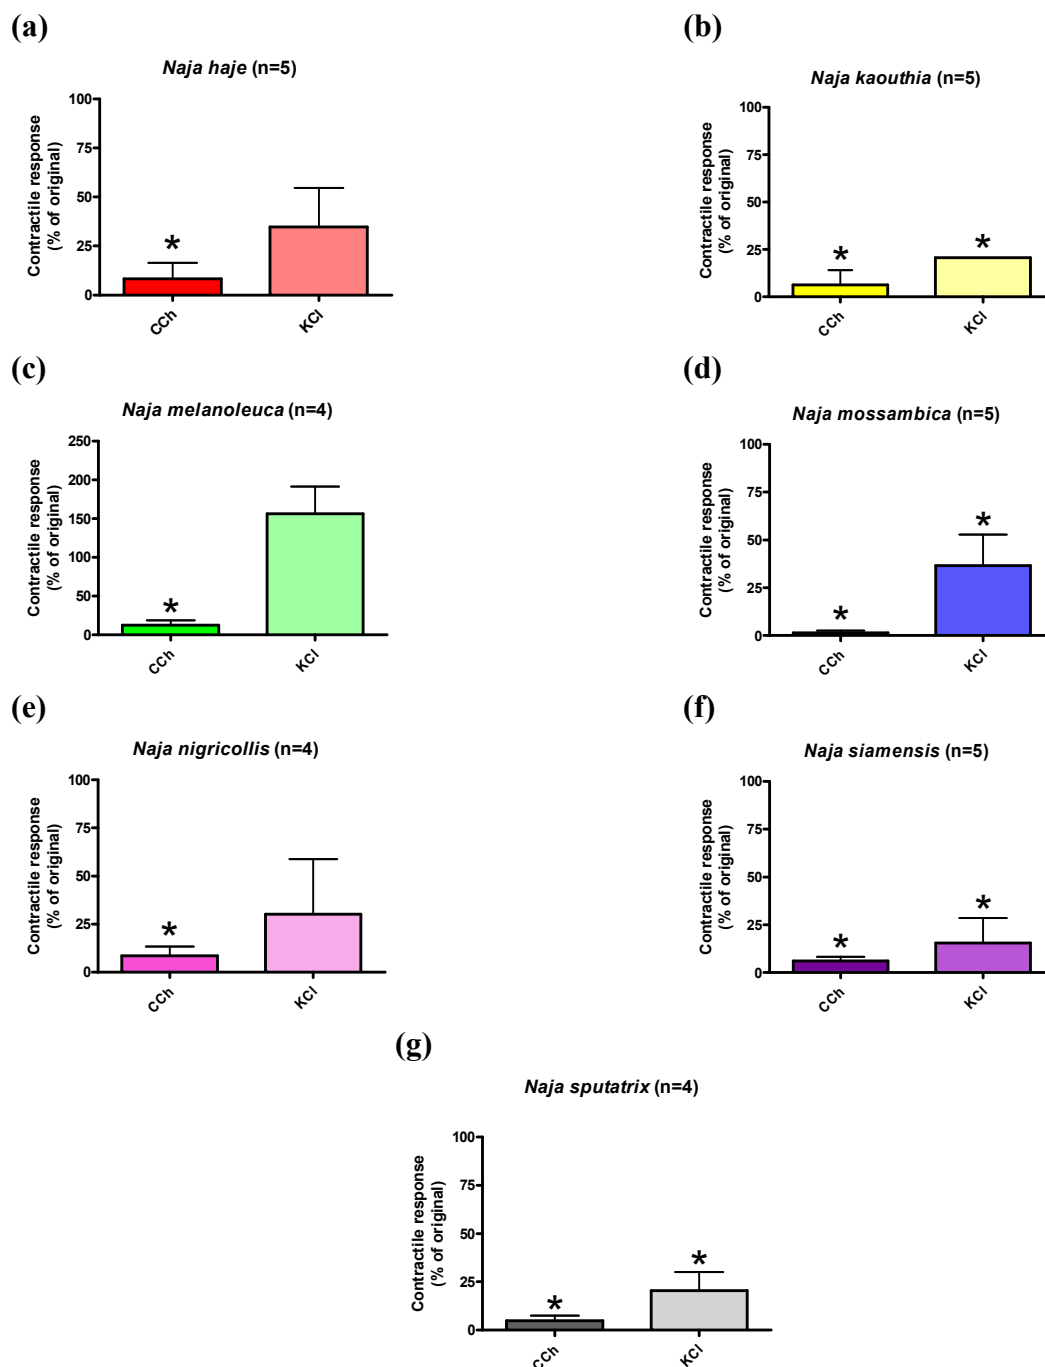 (a)
Naja haje (n=5)
Contractile response
(% of original)
100
75
50
25
0
*
CCh
KCl
(b)
Naja kaouthia (n=5)
Contractile response
(% of original)
100
75
50
25
0
*
*
CCh
KCl
(c)
Naja melanoleuca (n=4)
Contractile response
(% of original)
250
200
150
100
50
0
*
CCh
KCl
(d)
Naja mossambica (n=5)
Contractile response
(% of original)
100
75
50
25
0
*
*
CCh
KCl
(e)
Naja nigricollis (n=4)
Contractile response
(% of original)
100
75
50
25
0
*
CCh
KCl
(f)
Naja siamensis (n=5)
Contractile response
(% of original)
100
75
50
25
0
*
*
CCh
KCl
(g)
Naja sputatrix (n=4)
Contractile response
(% of original)
100
75
50
25
0
*
*
CCh
KCl